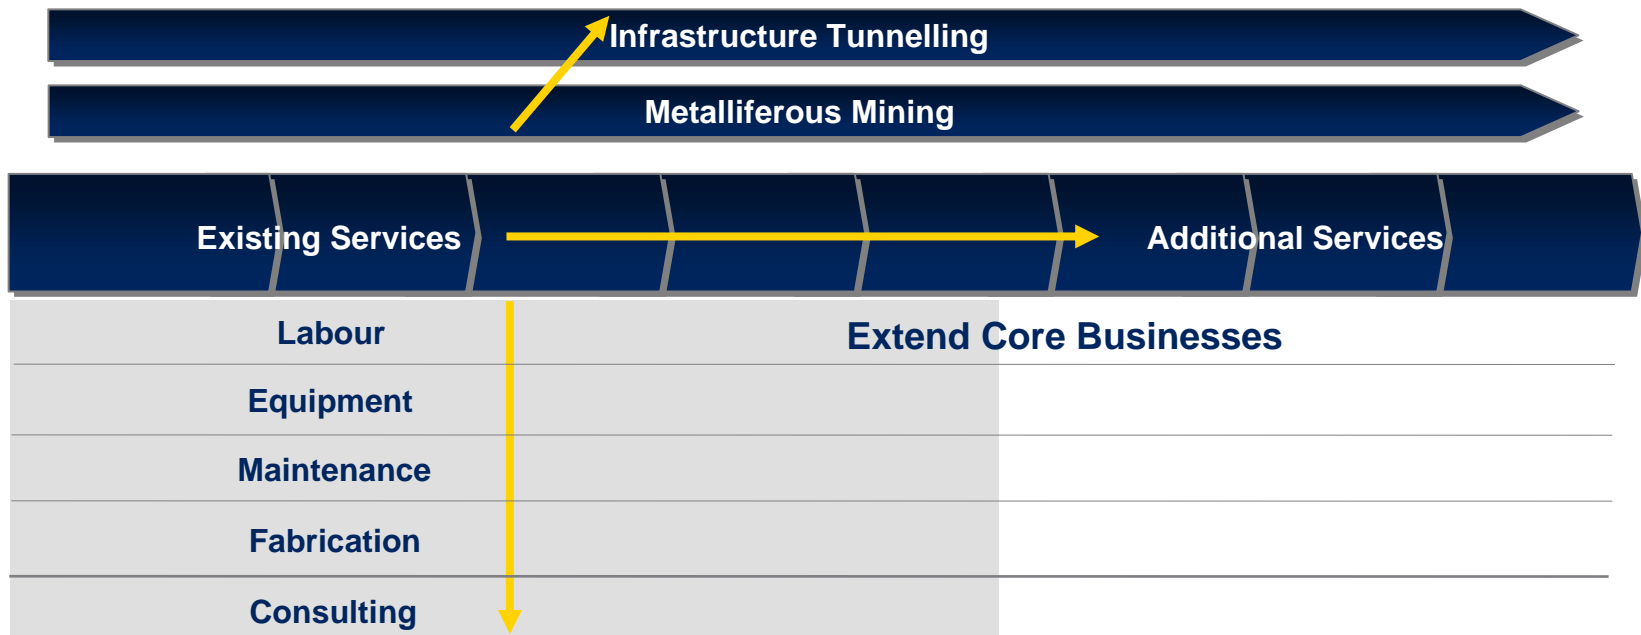 Infrastructure Tunnelling
Metalliferous Mining
Existing Services
Additional Services
Labour
Extend Core Businesses
Equipment
Maintenance
Fabrication
Consulting